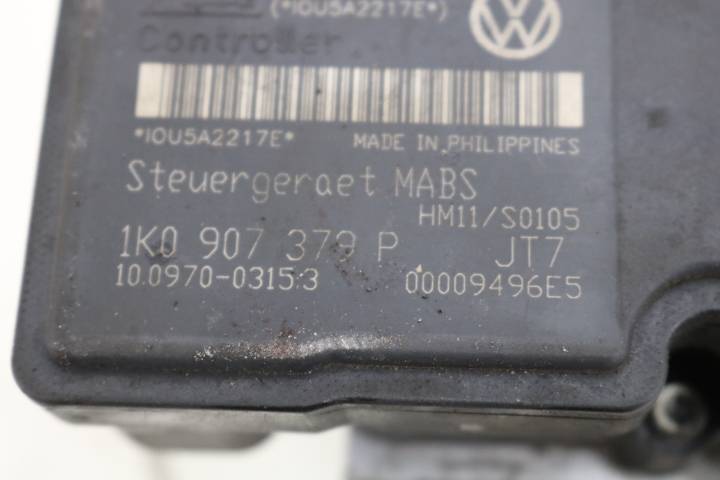 (*IOU5A2217E*)
Controller
*IOU5A2217E* MADE IN PHILIPPINES
Steuergeraet MABS
HM11/S0105
1K0 907 379 P JT7
10.0970-0315.3 00009496E5